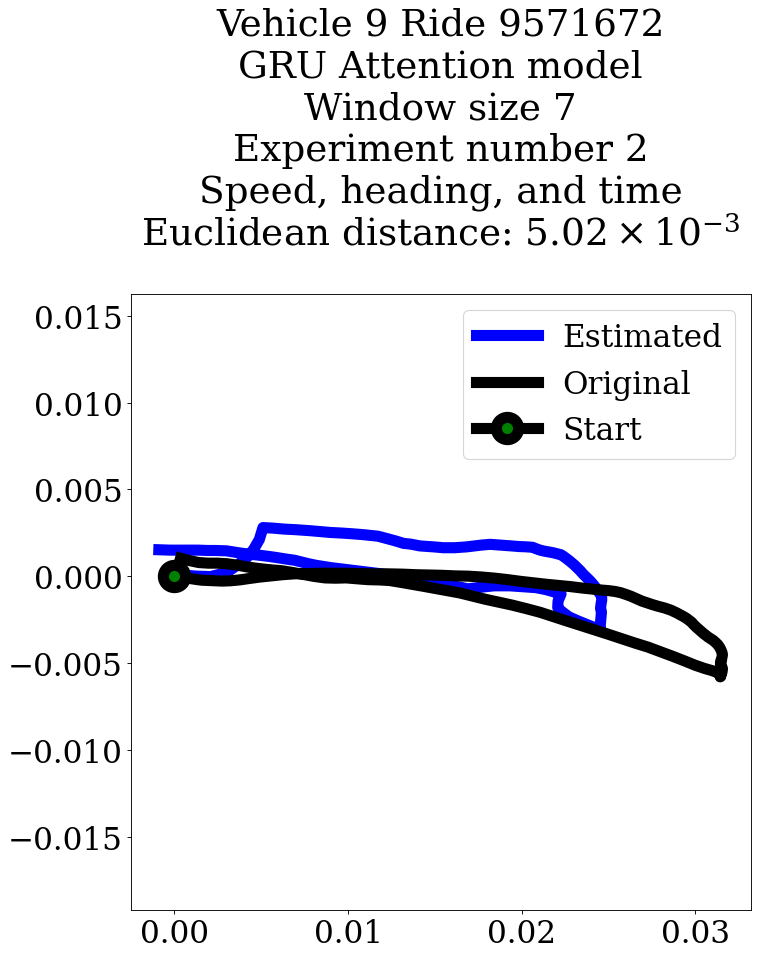 Vehicle 9 Ride 9571672
GRU Attention model
Window size 7
Experiment number 2
Speed, heading, and time
Euclidean distance: 5.02 × 10⁻³
Estimated
Original
Start
0.015
0.010
0.005
0.000
−0.005
−0.010
−0.015
0.00 0.01 0.02 0.03